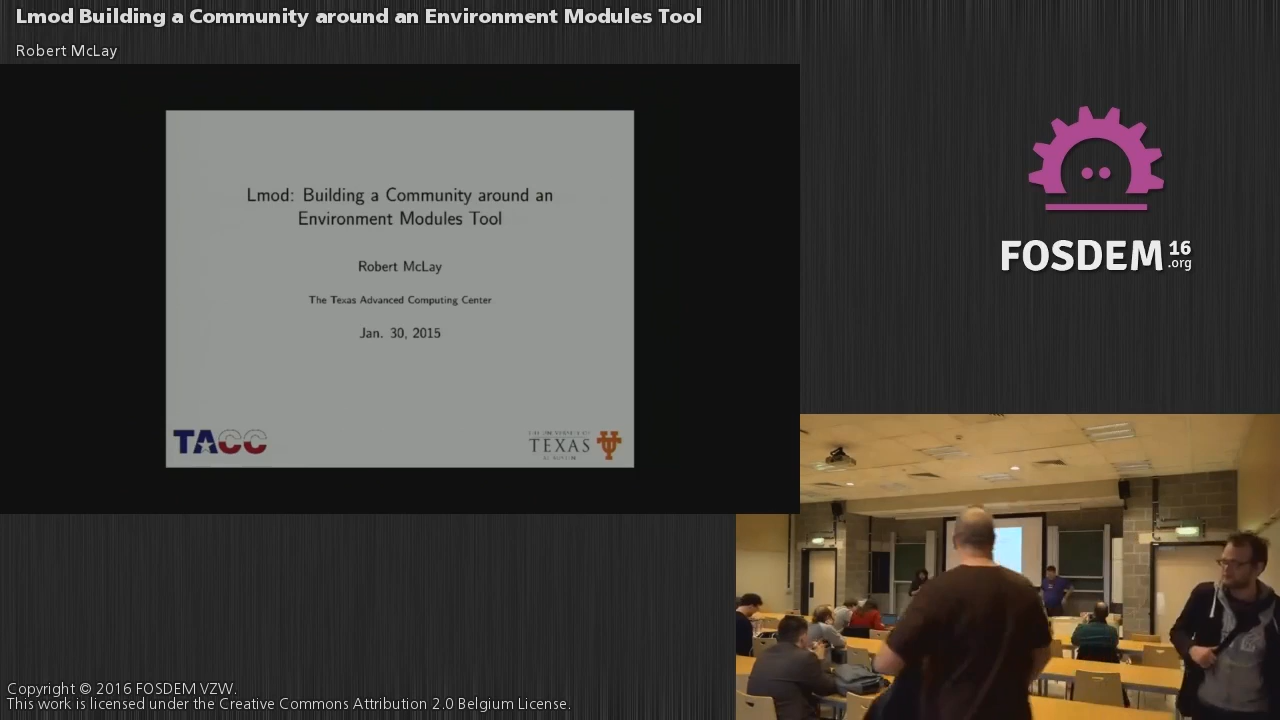 Lmod Building a Community around an Environment Modules Tool
Robert McLay
Lmod: Building a Community around an
Environment Modules Tool
Robert McLay
The Texas Advanced Computing Center
Jan. 30, 2015
TACC
TEXAS
FOSDEM 16
.org
Copyright © 2016 FOSDEM VZW.
This work is licensed under the Creative Commons Attribution 2.0 Belgium License.